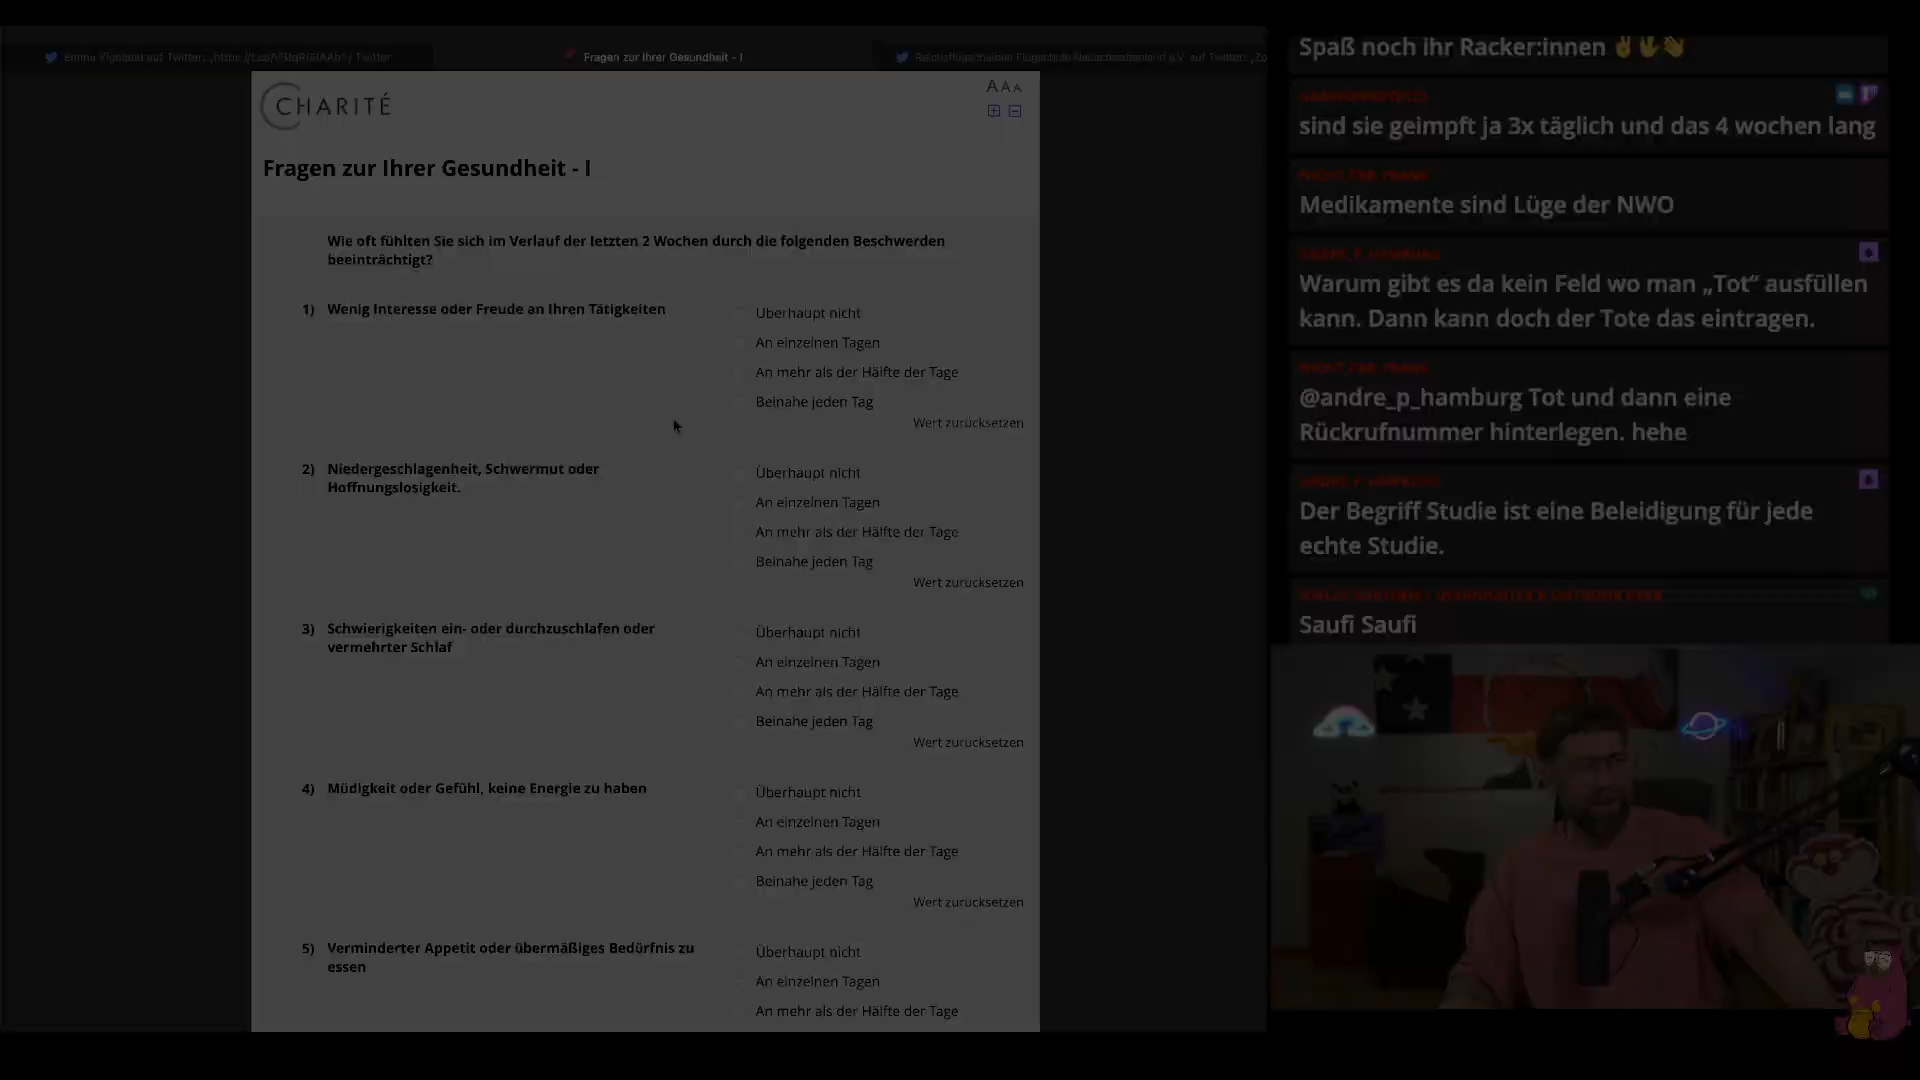 Fragen zur Ihrer Gesundheit - I
CHARITÉ
A A A
Fragen zur Ihrer Gesundheit - I
Wie oft fühlten Sie sich im Verlauf der letzten 2 Wochen durch die folgenden Beschwerden
beeinträchtigt?
1) Wenig Interesse oder Freude an Ihren Tätigkeiten
Überhaupt nicht
An einzelnen Tagen
An mehr als der Hälfte der Tage
Beinahe jeden Tag
Wert zurücksetzen
2) Niedergeschlagenheit, Schwermut oder
Hoffnungslosigkeit.
Überhaupt nicht
An einzelnen Tagen
An mehr als der Hälfte der Tage
Beinahe jeden Tag
Wert zurücksetzen
3) Schwierigkeiten ein- oder durchzuschlafen oder
vermehrter Schlaf
Überhaupt nicht
An einzelnen Tagen
An mehr als der Hälfte der Tage
Beinahe jeden Tag
Wert zurücksetzen
4) Müdigkeit oder Gefühl, keine Energie zu haben
Überhaupt nicht
An einzelnen Tagen
An mehr als der Hälfte der Tage
Beinahe jeden Tag
Wert zurücksetzen
5) Verminderter Appetit oder übermäßiges Bedürfnis zu
essen
Überhaupt nicht
An einzelnen Tagen
An mehr als der Hälfte der Tage
Spaß noch ihr Racker:innen ✌️🖖👋
sind sie geimpft ja 3x täglich und das 4 wochen lang
Medikamente sind Lüge der NWO
Warum gibt es da kein Feld wo man „Tot“ ausfüllen
kann. Dann kann doch der Tote das eintragen.
@andre_p_hamburg Tot und dann eine
Rückrufnummer hinterlegen. hehe
Der Begriff Studie ist eine Beleidigung für jede
echte Studie.
Saufi Saufi